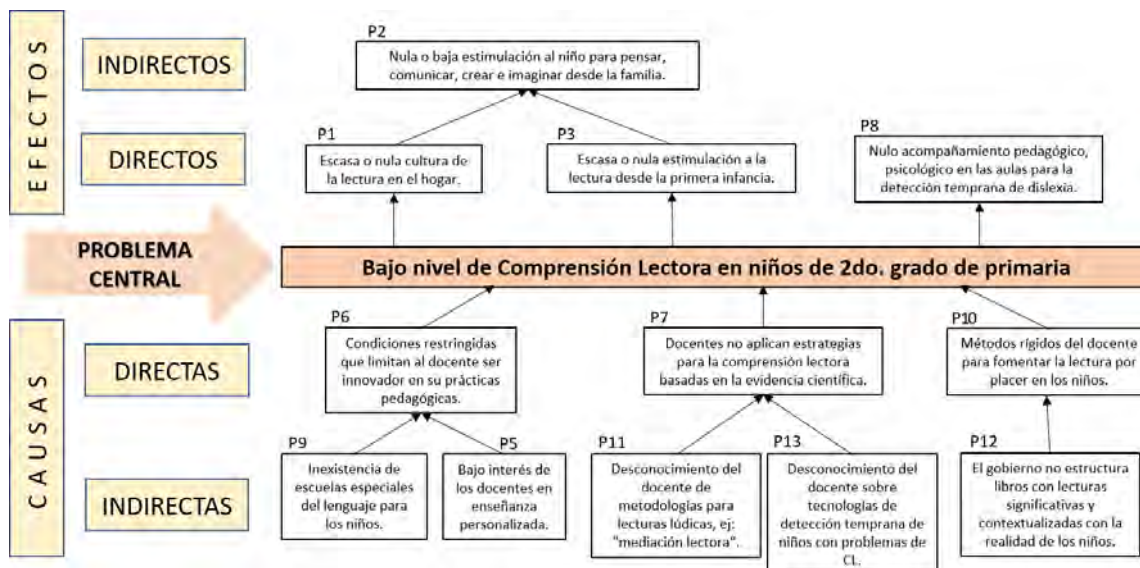 EFECTOS
INDIRECTOS
P2
Nula o baja estimulación al niño para pensar,
comunicar, crear e imaginar desde la familia.
DIRECTOS
P1
Escasa o nula cultura de
la lectura en el hogar.
P3
Escasa o nula estimulación a la
lectura desde la primera infancia.
P8
Nulo acompañamiento pedagógico,
psicológico en las aulas para la
detección temprana de dislexia.
PROBLEMA
CENTRAL
Bajo nivel de Comprensión Lectora en niños de 2do. grado de primaria
CAUSAS
DIRECTAS
P6
Condiciones restringidas
que limitan al docente ser
innovador en su prácticas
pedagógicas.
P7
Docentes no aplican estrategias
para la comprensión lectora
basadas en la evidencia científica.
P10
Métodos rígidos del docente
para fomentar la lectura por
placer en los niños.
INDIRECTAS
P9
Inexistencia de
escuelas especiales
del lenguaje para
los niños.
P5
Bajo interés de
los docentes en
enseñanza
personalizada.
P11
Desconocimiento del
docente de
metodologías para
lecturas lúdicas, ej:
"mediación lectora".
P13
Desconocimiento del
docente sobre
tecnologías de
detección temprana de
niños con problemas de
CL.
P12
El gobierno no estructura
libros con lecturas
significativas y
contextualizadas con la
realidad de los niños.